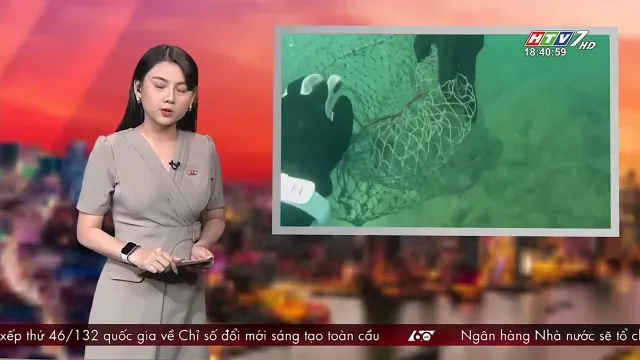 HTV7 HD
18:40:59
xếp thứ 46/132 quốc gia về Chỉ số đổi mới sáng tạo toàn cầu
60
Ngân hàng Nhà nước sẽ tổ c